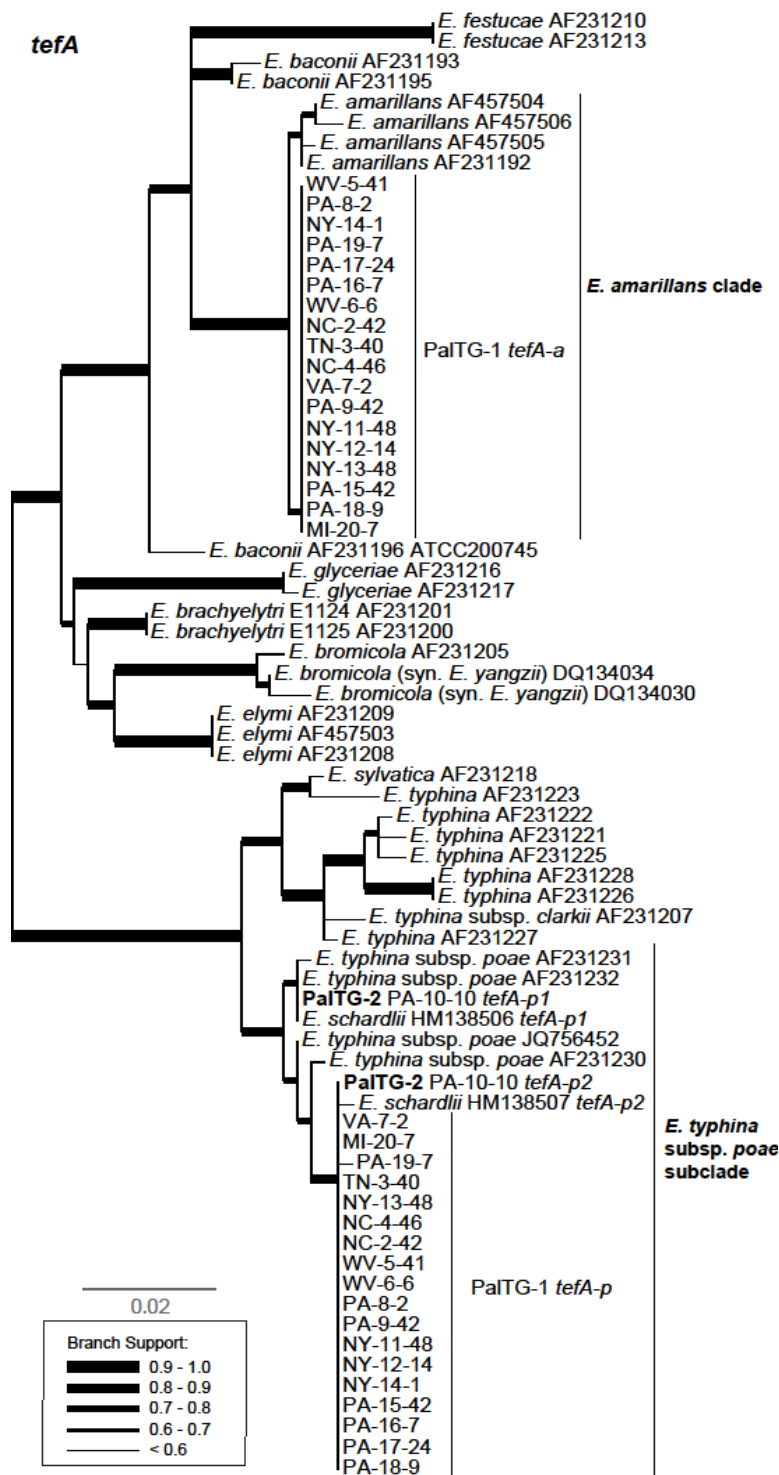 tefA
E. festucae AF231210
E. festucae AF231213
E. baconii AF231193
E. baconii AF231195
E. amarillans AF457504
E. amarillans AF457506
E. amarillans AF457505
E. amarillans AF231192
WV-5-41
PA-8-2
NY-14-1
PA-19-7
PA-17-24
PA-16-7
WV-6-6
NC-2-42
TN-3-40
NC-4-46
VA-7-2
PA-9-42
NY-11-48
NY-12-14
NY-13-48
PA-15-42
PA-18-9
MI-20-7
PalTG-1 tefA-a
E. amarillans clade
E. baconii AF231196 ATCC200745
E. glyceriae AF231216
E. glyceriae AF231217
E. brachyelytri E1124 AF231201
E. brachyelytri E1125 AF231200
E. bromicola AF231205
E. bromicola (syn. E. yangzii) DQ134034
E. bromicola (syn. E. yangzii) DQ134030
E. elymi AF231209
E. elymi AF457503
E. elymi AF231208
E. sylvatica AF231218
E. typhina AF231223
E. typhina AF231222
E. typhina AF231221
E. typhina AF231225
E. typhina AF231228
E. typhina AF231226
E. typhina subsp. clarkii AF231207
E. typhina AF231227
E. typhina subsp. poae AF231231
E. typhina subsp. poae AF231232
PalTG-2 PA-10-10 tefA-p1
E. schardlii HM138506 tefA-p1
E. typhina subsp. poae JQ756452
E. typhina subsp. poae AF231230
PalTG-2 PA-10-10 tefA-p2
E. schardlii HM138507 tefA-p2
VA-7-2
MI-20-7
PA-19-7
TN-3-40
NY-13-48
NC-4-46
NC-2-42
WV-5-41
WV-6-6
PA-8-2
PA-9-42
NY-11-48
NY-12-14
NY-14-1
PA-15-42
PA-16-7
PA-17-24
PA-18-9
PalTG-1 tefA-p
E. typhina
subsp. poae
subclade
0.02
Branch Support:
0.9 - 1.0
0.8 - 0.9
0.7 - 0.8
0.6 - 0.7
< 0.6